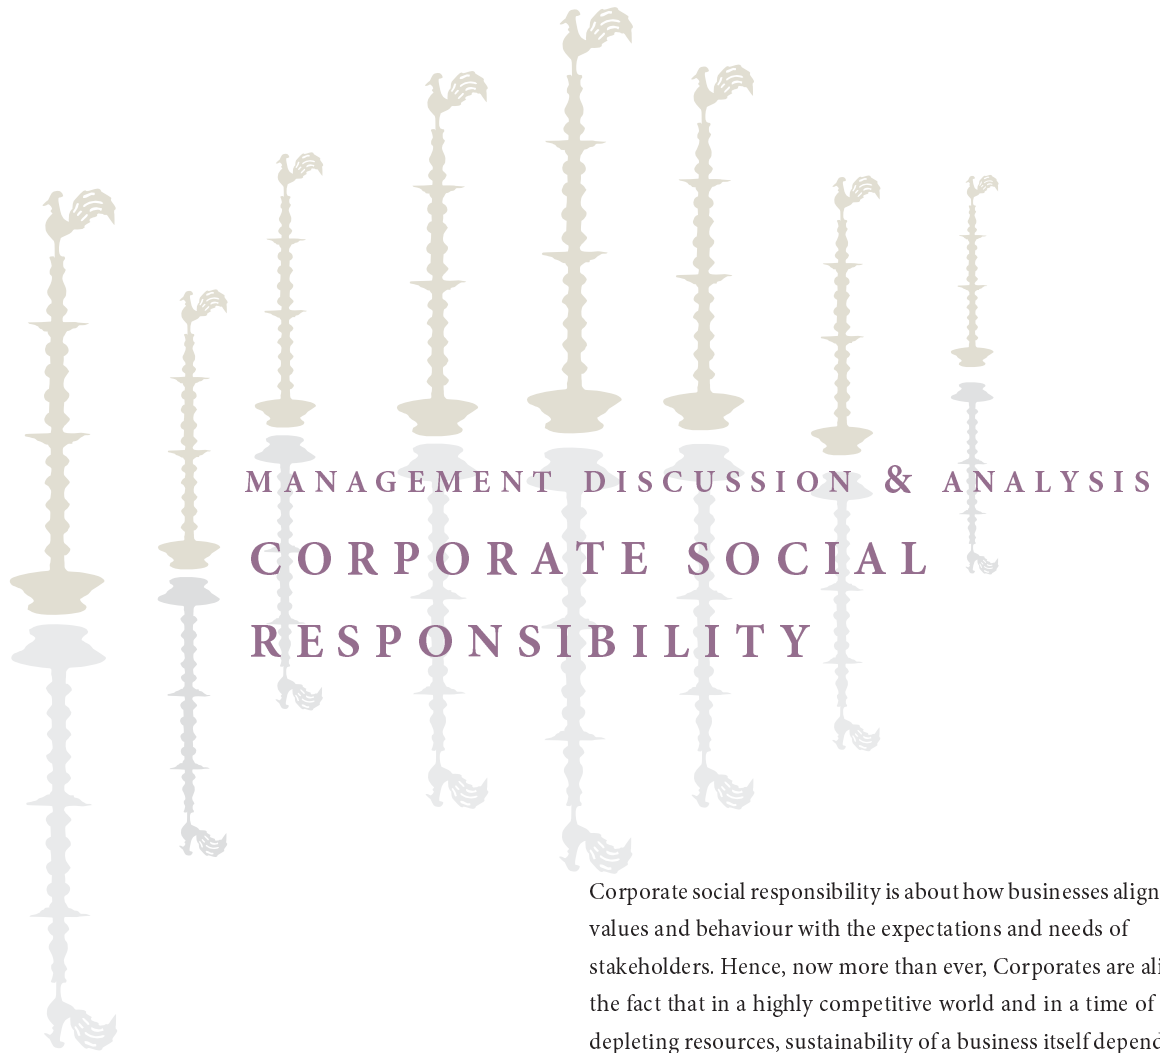 MANAGEMENT DISCUSSION & ANALYSIS
CORPORATE SOCIAL
RESPONSIBILITY
Corporate social responsibility is about how businesses align
values and behaviour with the expectations and needs of
stakeholders. Hence, now more than ever, Corporates are
the fact that in a highly competitive world and in a time of
depleting resources, sustainability of a business itself